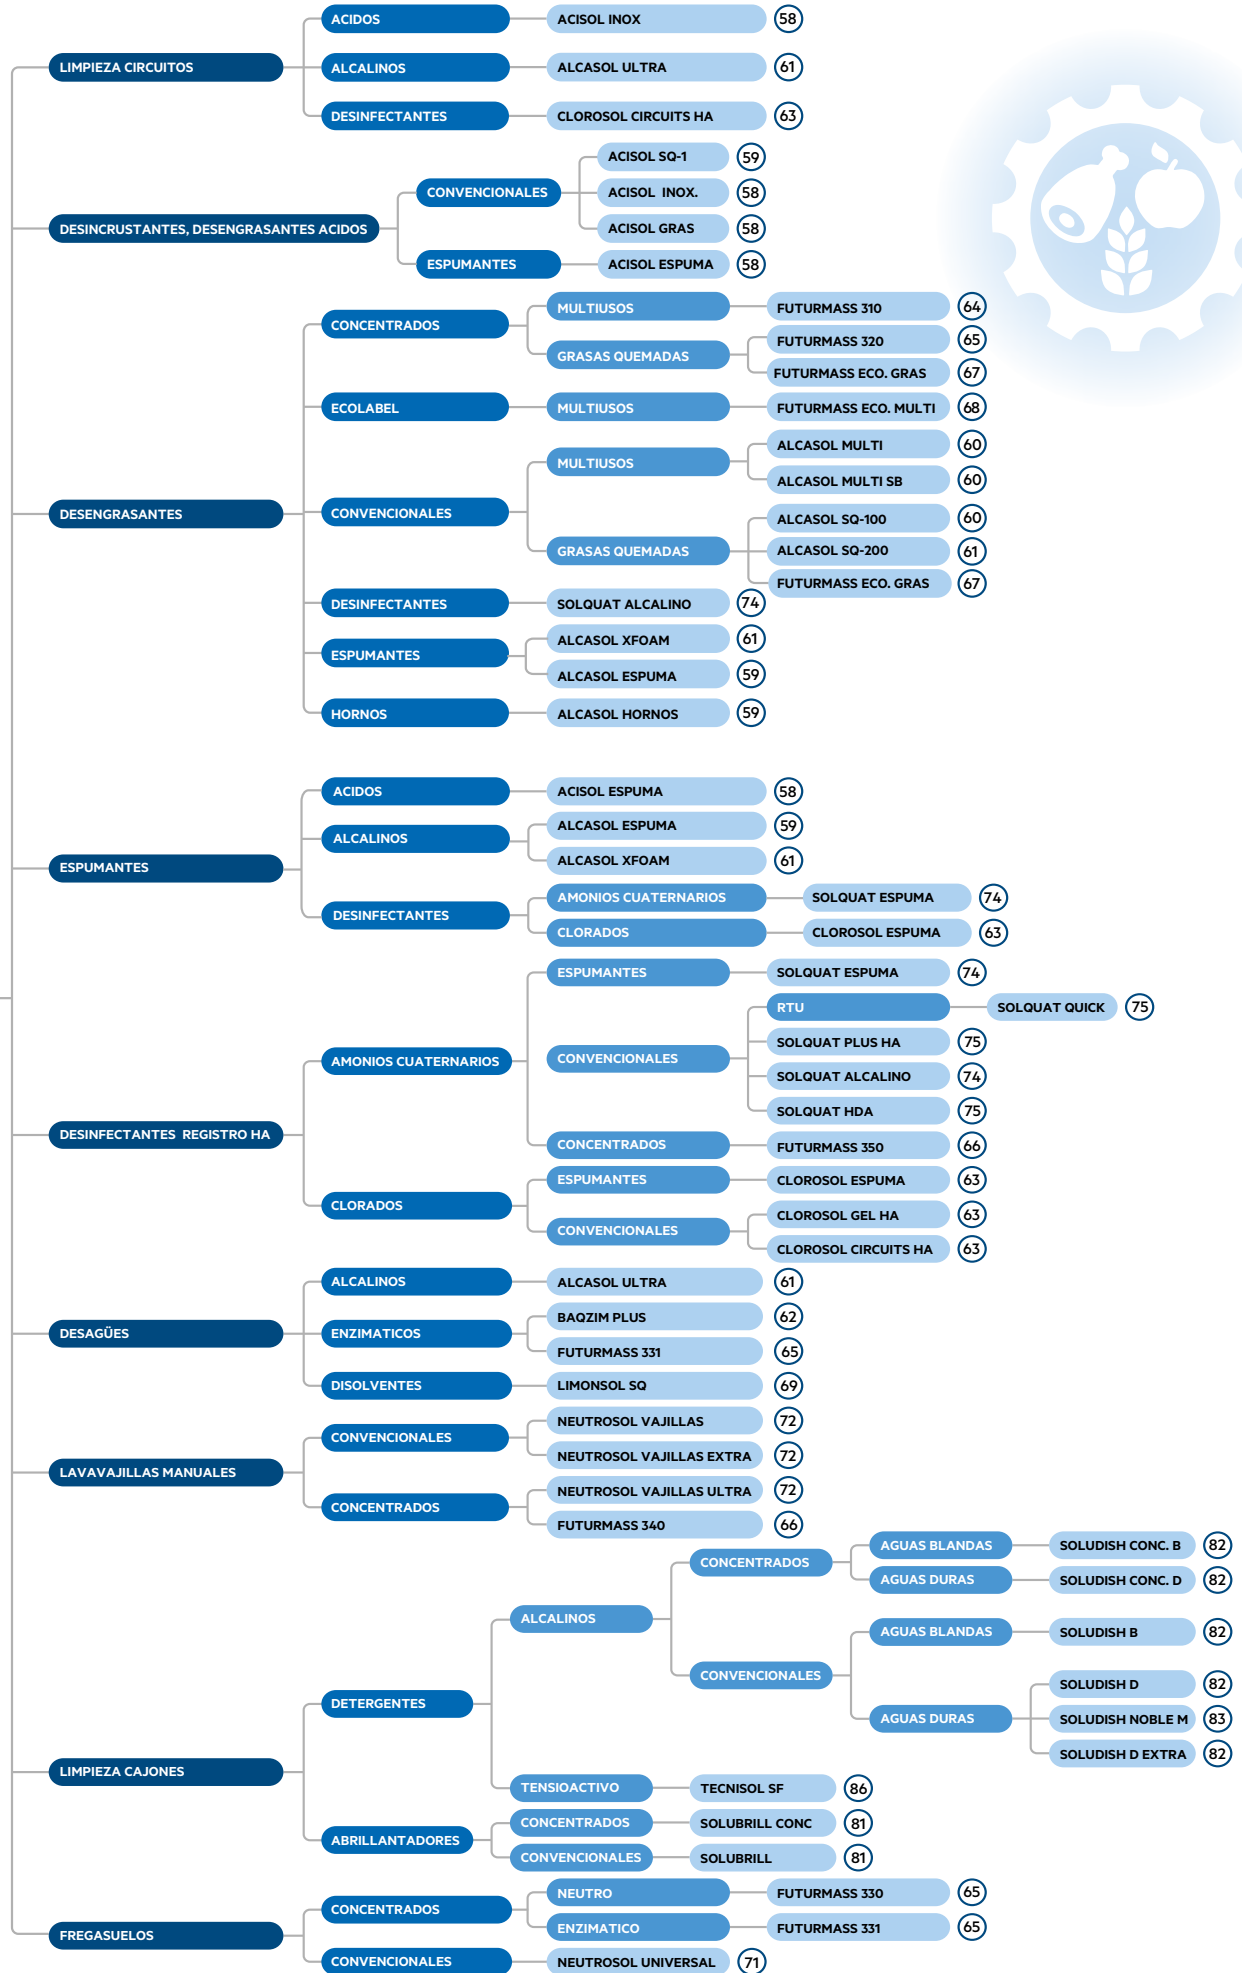 LIMPIEZA CIRCUITOS
ACIDOS
ACISOL INOX
58
ALCALINOS
ALCASOL ULTRA
61
DESINFECTANTES
CLOROSOL CIRCUITS HA
63
DESINCRUSTANTES, DESENGRASANTES ACIDOS
CONVENCIONALES
ACISOL SQ-1
59
ACISOL INOX.
58
ACISOL GRAS
58
ESPUMANTES
ACISOL ESPUMA
58
DESENGRASANTES
CONCENTRADOS
MULTIUSOS
FUTURMASS 310
64
GRASAS QUEMADAS
FUTURMASS 320
65
FUTURMASS ECO. GRAS
67
ECOLABEL
MULTIUSOS
FUTURMASS ECO. MULTI
68
CONVENCIONALES
MULTIUSOS
ALCASOL MULTI
60
ALCASOL MULTI SB
60
GRASAS QUEMADAS
ALCASOL SQ-100
60
ALCASOL SQ-200
61
FUTURMASS ECO. GRAS
67
DESINFECTANTES
SOLQUAT ALCALINO
74
ESPUMANTES
ALCASOL XFOAM
61
ALCASOL ESPUMA
59
HORNOS
ALCASOL HORNOS
59
ESPUMANTES
ACIDOS
ACISOL ESPUMA
58
ALCALINOS
ALCASOL ESPUMA
59
ALCASOL XFOAM
61
DESINFECTANTES
AMONIOS CUATERNARIOS
SOLQUAT ESPUMA
74
CLORADOS
CLOROSOL ESPUMA
63
DESINFECTANTES REGISTRO HA
AMONIOS CUATERNARIOS
ESPUMANTES
SOLQUAT ESPUMA
74
CONVENCIONALES
RTU
SOLQUAT QUICK
75
SOLQUAT PLUS HA
75
SOLQUAT ALCALINO
74
SOLQUAT HDA
75
CONCENTRADOS
FUTURMASS 350
66
CLORADOS
ESPUMANTES
CLOROSOL ESPUMA
63
CONVENCIONALES
CLOROSOL GEL HA
63
CLOROSOL CIRCUITS HA
63
DESAGÜES
ALCALINOS
ALCASOL ULTRA
61
ENZIMATICOS
BAQZIM PLUS
62
FUTURMASS 331
65
DISOLVENTES
LIMONSOL SQ
69
LAVAVAJILLAS MANUALES
CONVENCIONALES
NEUTROSOL VAJILLAS
72
NEUTROSOL VAJILLAS EXTRA
72
CONCENTRADOS
NEUTROSOL VAJILLAS ULTRA
72
FUTURMASS 340
66
LIMPIEZA CAJONES
DETERGENTES
ALCALINOS
CONCENTRADOS
AGUAS BLANDAS
SOLUDISH CONC. B
82
AGUAS DURAS
SOLUDISH CONC. D
82
CONVENCIONALES
AGUAS BLANDAS
SOLUDISH B
82
AGUAS DURAS
SOLUDISH D
82
SOLUDISH NOBLE M
83
SOLUDISH D EXTRA
82
TENSIOACTIVO
TECNISOL SF
86
ABRILLANTADORES
CONCENTRADOS
SOLUBRILL CONC
81
CONVENCIONALES
SOLUBRILL
81
FREGASUELOS
CONCENTRADOS
NEUTRO
FUTURMASS 330
65
ENZIMATICO
FUTURMASS 331
65
CONVENCIONALES
NEUTROSOL UNIVERSAL
71